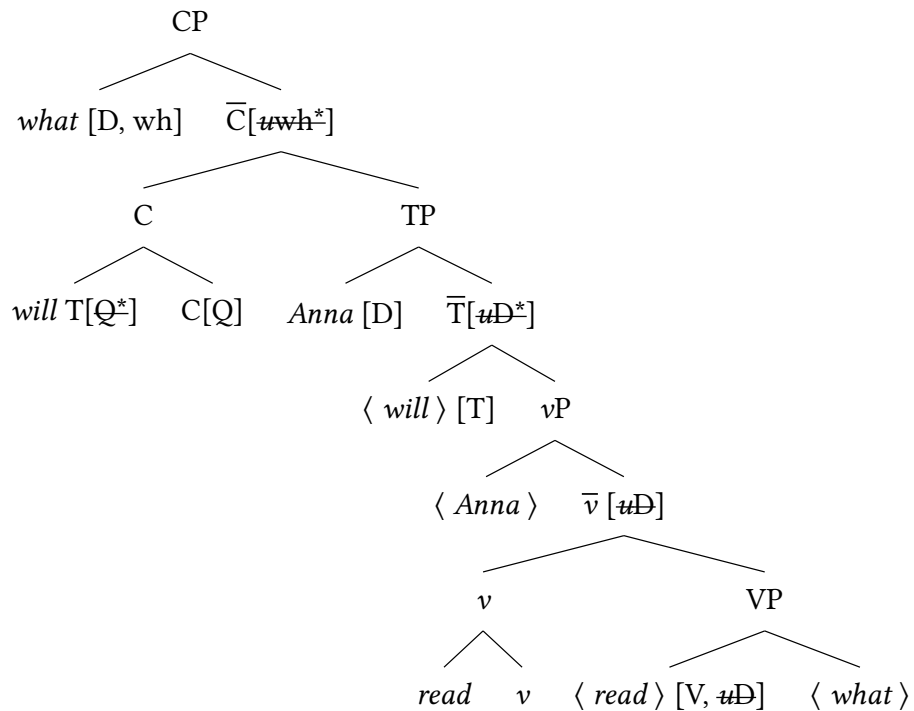 CP
what [D, wh] C̅[uwh*]
C TP
will T[Q*] C[Q] Anna [D] T̅[uD*]
⟨ will ⟩ [T] vP
⟨ Anna ⟩ v̅ [uD]
v VP
read v ⟨ read ⟩ [V, uD] ⟨ what ⟩